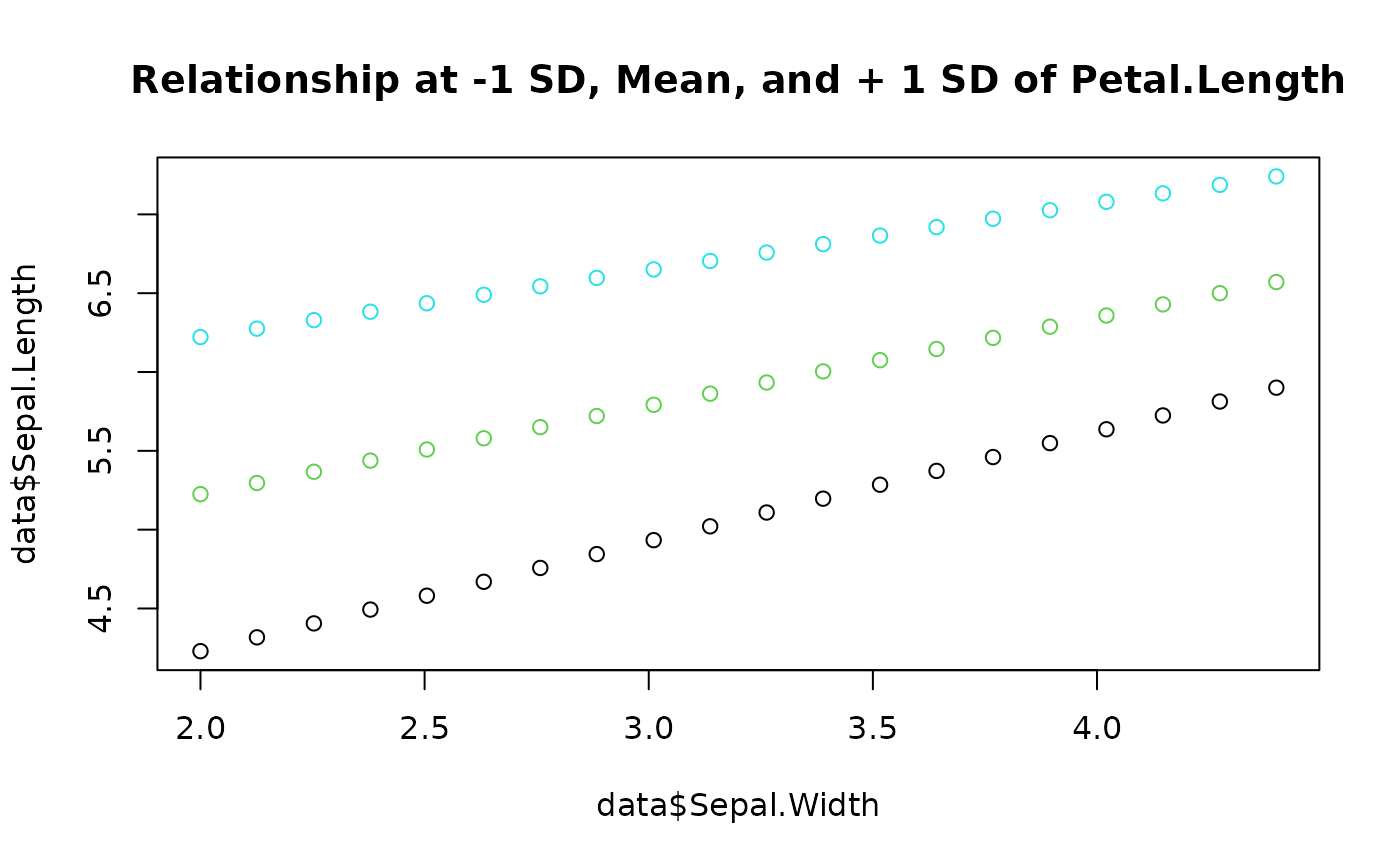 Relationship at -1 SD, Mean, and + 1 SD of Petal.Length
data$Sepal.Length
6.5
5.5
4.5
2.0 2.5 3.0 3.5 4.0
data$Sepal.Width